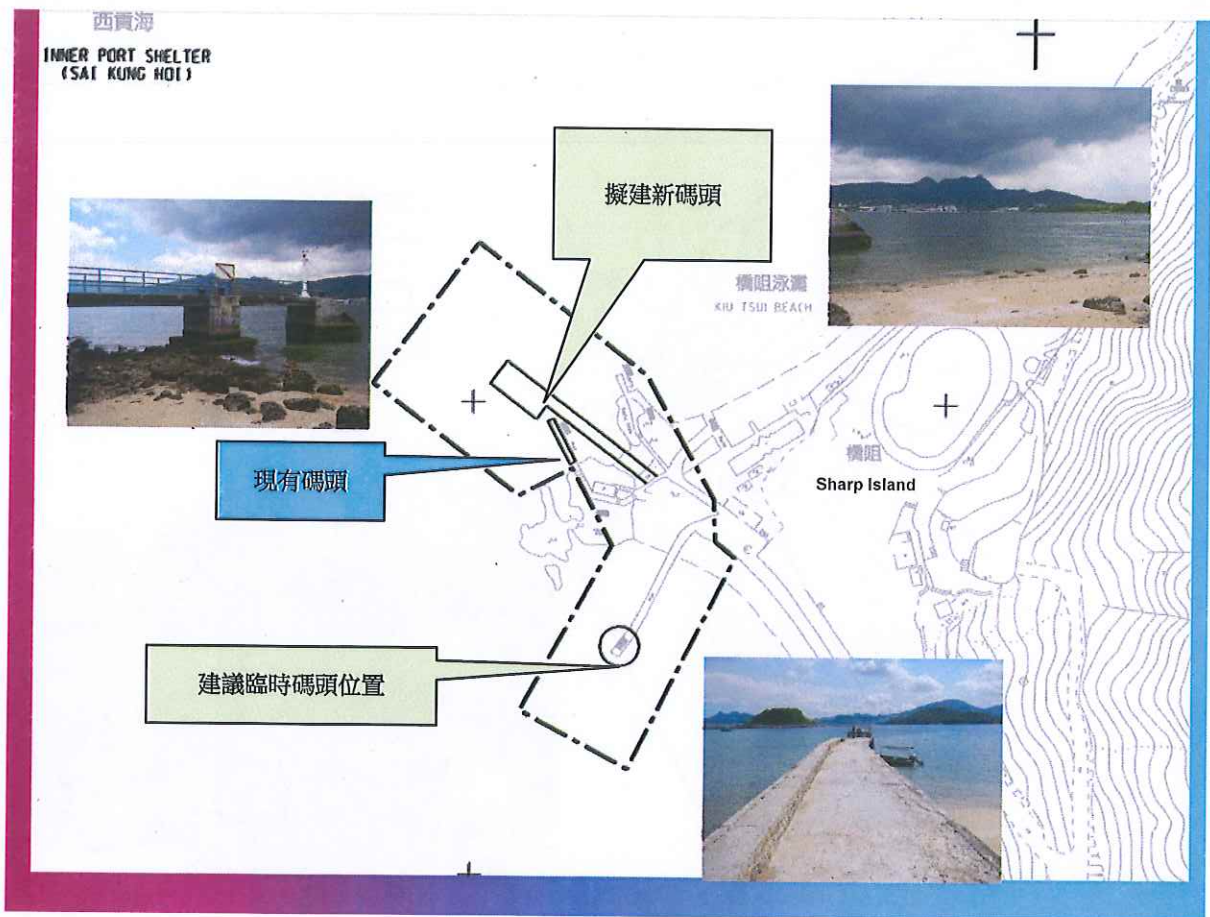 西貢海
INNER PORT SHELTER
(SAI KUNG HOI)
擬建新碼頭
橋咀泳灘
KIU TSUI BEACH
現有碼頭
橋咀
Sharp Island
建議臨時碼頭位置